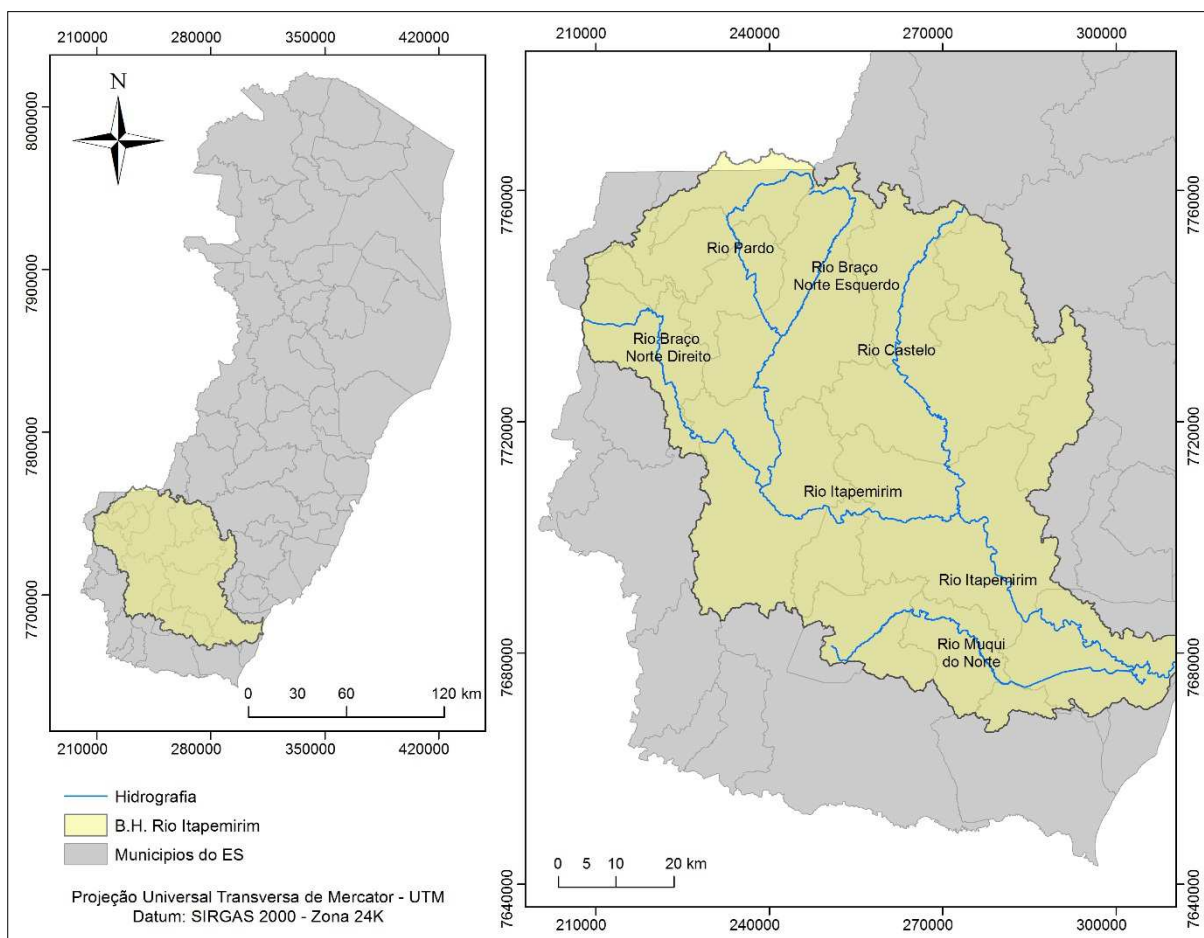 210000 280000 350000 420000
N
8000000
7900000
7800000
7700000
0 30 60 120 km
210000 280000 350000 420000
Hidrografia
B.H. Rio Itapemirim
Municipios do ES
Projeção Universal Transversa de Mercator - UTM
Datum: SIRGAS 2000 - Zona 24K
210000 240000 270000 300000
7760000
7760000
Rio Pardo
Rio Braço
Norte Esquerdo
Rio Braço
Norte Direito
Rio Castelo
7720000
7720000
Rio Itapemirim
Rio Itapemirim
Rio Muqui
do Norte
7680000
7680000
0 5 10 20 km
7640000
7640000
210000 240000 270000 300000